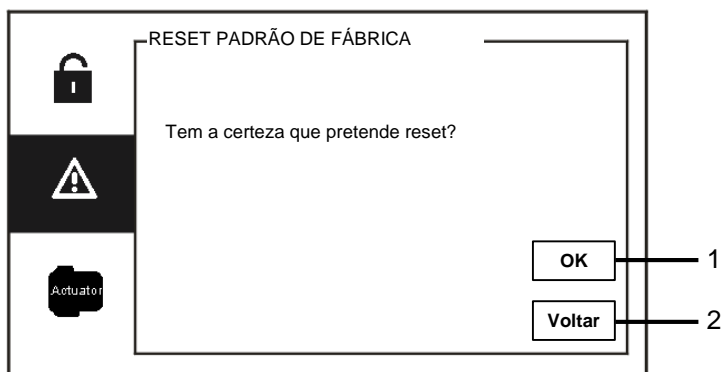 RESET PADRÃO DE FÁBRICA
Tem a certeza que pretende reset?
Actuator
OK
1
Voltar
2